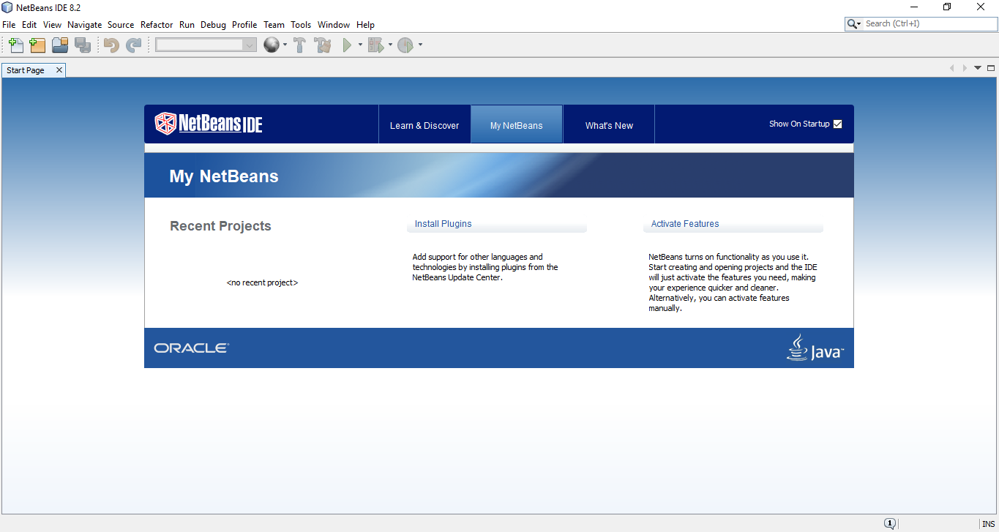 NetBeans IDE 8.2
File Edit View Navigate Source Refactor Run Debug Profile Team Tools Window Help
Search (Ctrl+I)
Start Page
NetBeans IDE
Learn & Discover
My NetBeans
What's New
Show On Startup
My NetBeans
Recent Projects
<no recent project>
Install Plugins
Add support for other languages and
technologies by installing plugins from the
NetBeans Update Center.
Activate Features
NetBeans turns on functionality as you use it.
Start creating and opening projects and the IDE
will just activate the features you need, making
your experience quicker and cleaner.
Alternatively, you can activate features
manually.
ORACLE
Java
1
INS